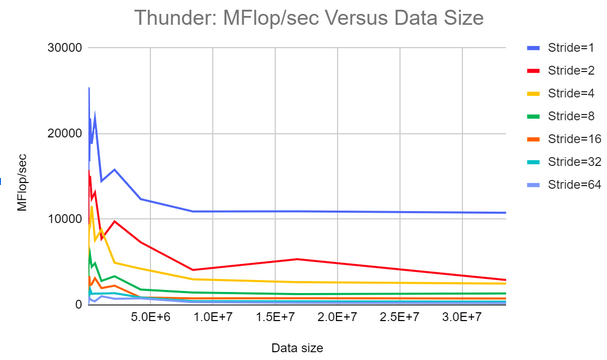 Thunder: MFlop/sec Versus Data Size
30000
20000
10000
0
MFlop/sec
5.0E+6
1.0E+7
1.5E+7
2.0E+7
2.5E+7
3.0E+7
Data size
Stride=1
Stride=2
Stride=4
Stride=8
Stride=16
Stride=32
Stride=64